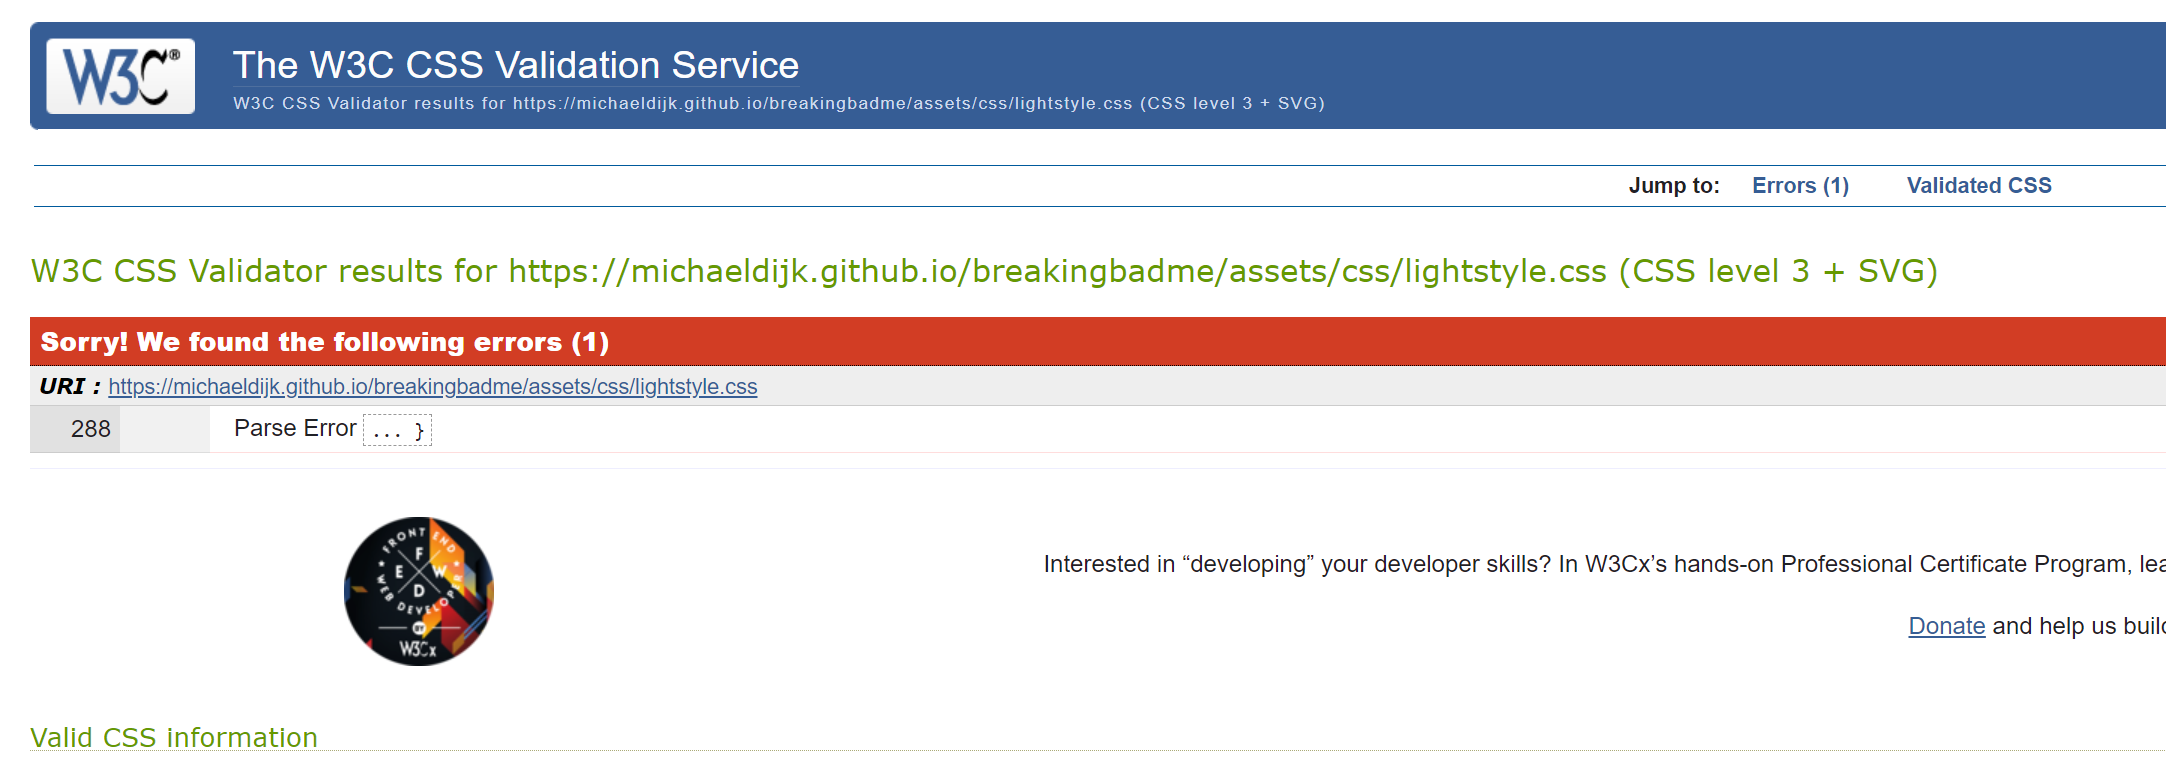 W3C®
The W3C CSS Validation Service
W3C CSS Validator results for https://michaeldijk.github.io/breakingbadme/assets/css/lightstyle.css (CSS level 3 + SVG)
Jump to: Errors (1) Validated CSS
W3C CSS Validator results for https://michaeldijk.github.io/breakingbadme/assets/css/lightstyle.css (CSS level 3 + SVG)
Sorry! We found the following errors (1)
URI : https://michaeldijk.github.io/breakingbadme/assets/css/lightstyle.css
288 Parse Error ... }
FRONT END
F
E W
D
WEB DEVELOPER
BY
W3Cx
Interested in “developing” your developer skills? In W3Cx’s hands-on Professional Certificate Program, lea
Donate and help us build
Valid CSS information